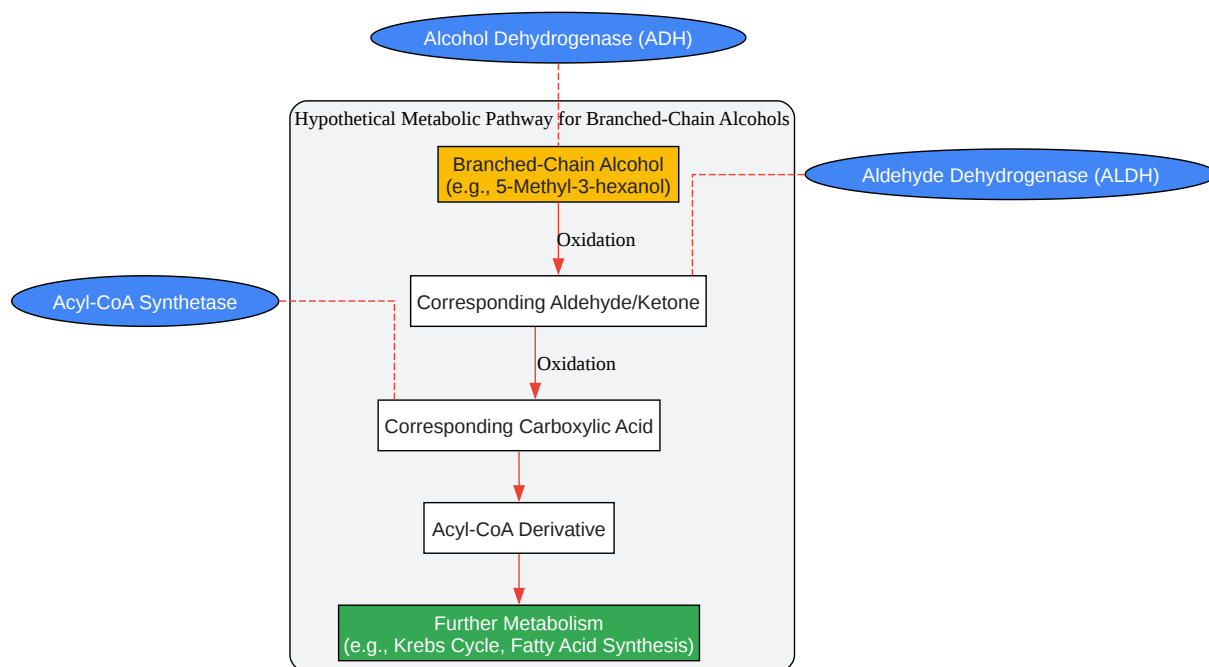 Alcohol Dehydrogenase (ADH)
Hypothetical Metabolic Pathway for Branched-Chain Alcohols
Branched-Chain Alcohol
(e.g., 5-Methyl-3-hexanol)
Aldehyde Dehydrogenase (ALDH)
Oxidation
Acyl-CoA Synthetase
Corresponding Aldehyde/Ketone
Oxidation
Corresponding Carboxylic Acid
Acyl-CoA Derivative
Further Metabolism
(e.g., Krebs Cycle, Fatty Acid Synthesis)